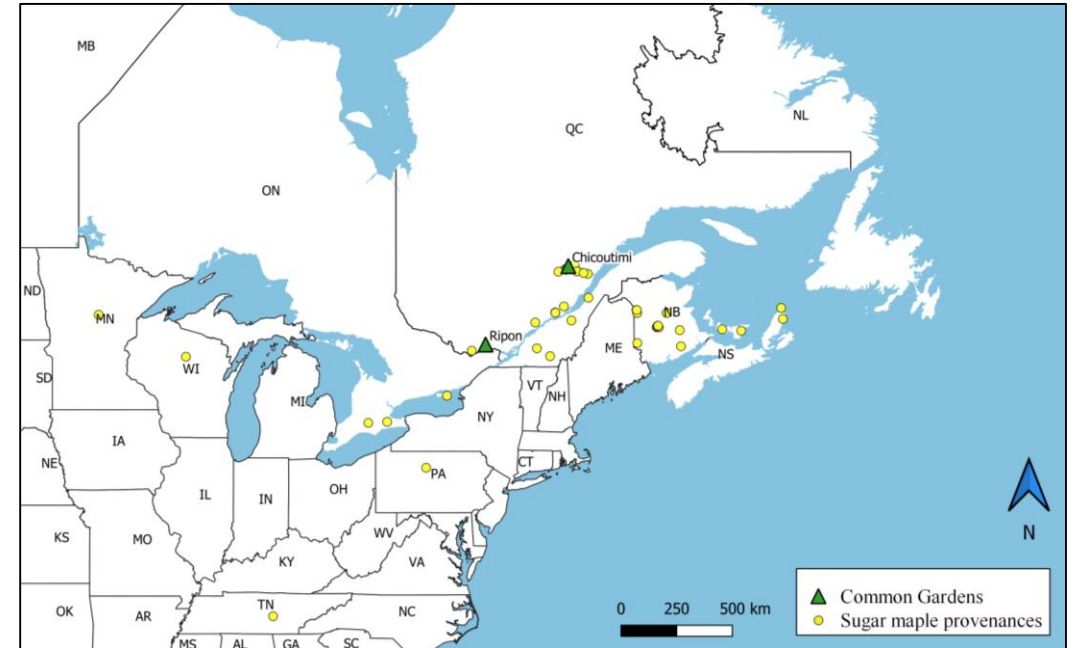 MB
NL
QC
ON
Chicoutimi
ND
MN
NB
Ripon
ME
NS
WI
SD
VT
NH
MI
NY
IA
CT
NE
PA
OH
IL
IN
WV
KS
MO
VA
KY
N
TN
NC
OK
AR
MS
AL
GA
SC
0 250 500 km
Common Gardens
Sugar maple provenances